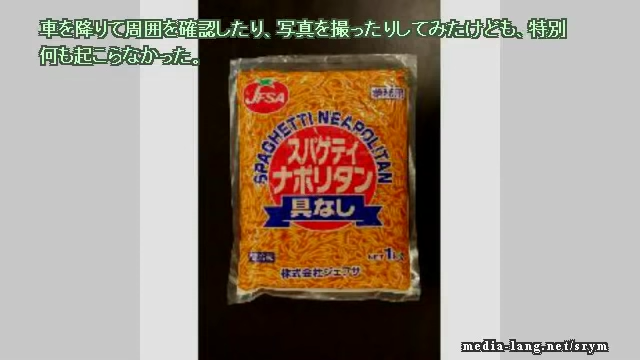 車を降りて周囲を確認したり、写真を撮ったりしてみたけども、特別
何も起こらなかった。
JFSA
業務用
SPAGHETTI NEAPOLITAN
スパゲティ
ナポリタン
具なし
NET 1kg
株式会社ジェフサ
media-lang.net/srym